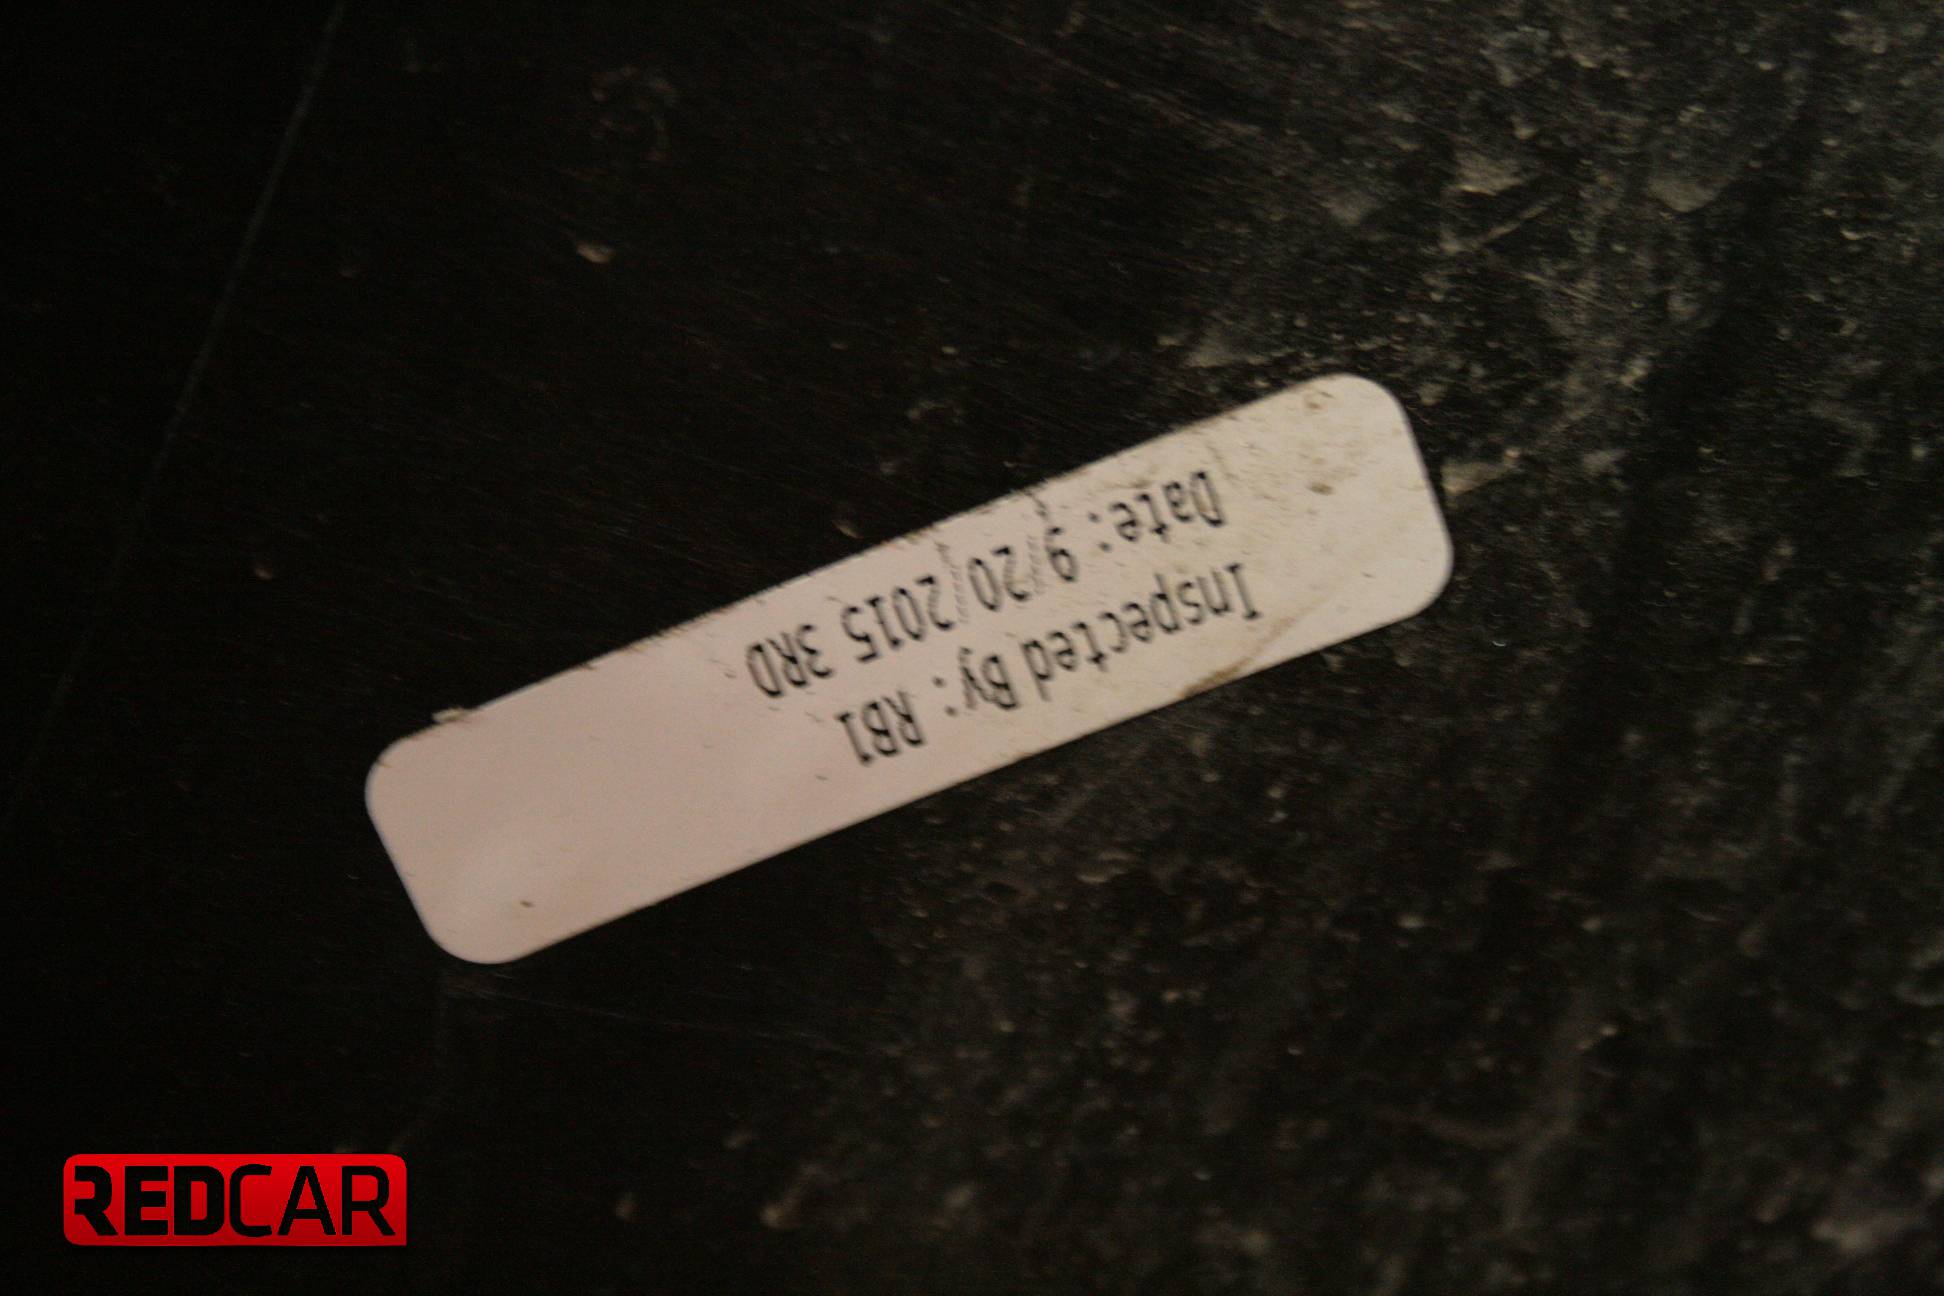 Inspected By: RB1
Date: 9/20/2015 3RD
REDCAR